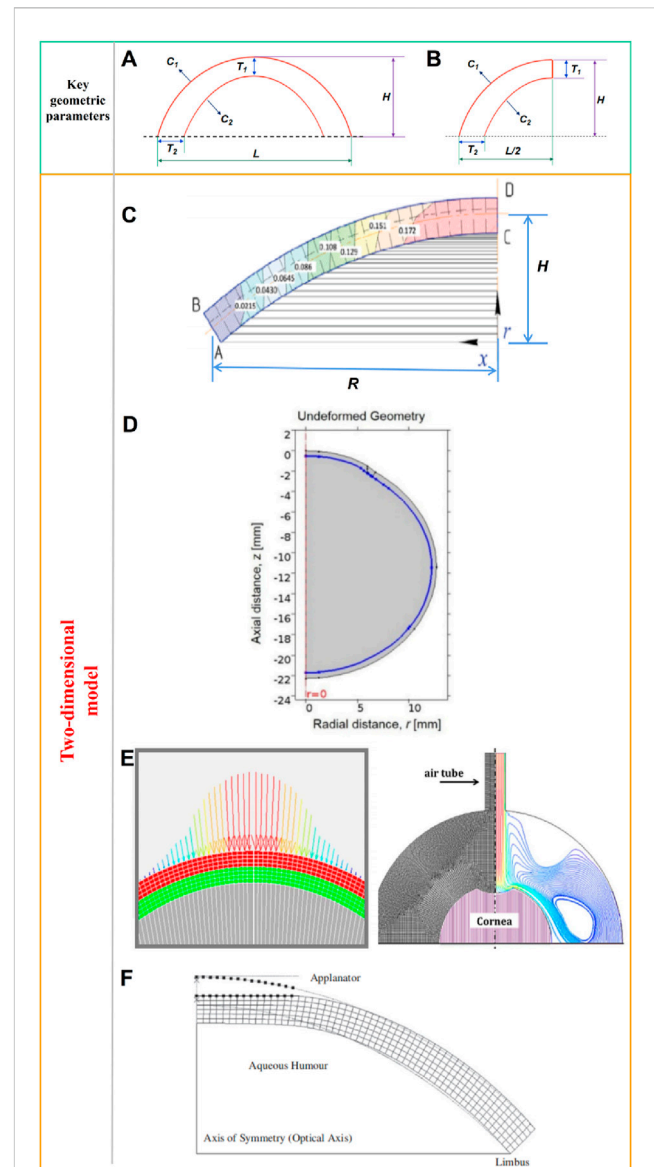 Key
geometric
parameters
A
C1
T1
H
C2
T2
L
B
C1
T1
H
C2
T2
L/2
Two-dimensional
model
C
D
0.151
0.172
0.108
0.129
0.086
0.0645
0.0430
0.0215
C
H
B
A
r
x
R
D
Undeformed Geometry
2
0
-2
-4
-6
-8
-10
-12
-14
-16
-18
-20
-22
-24
Axial distance, z [mm]
r=0
0
5
10
Radial distance, r [mm]
E
air tube
Cornea
F
Applanator
Aqueous Humour
Axis of Symmetry (Optical Axis)
Limbus